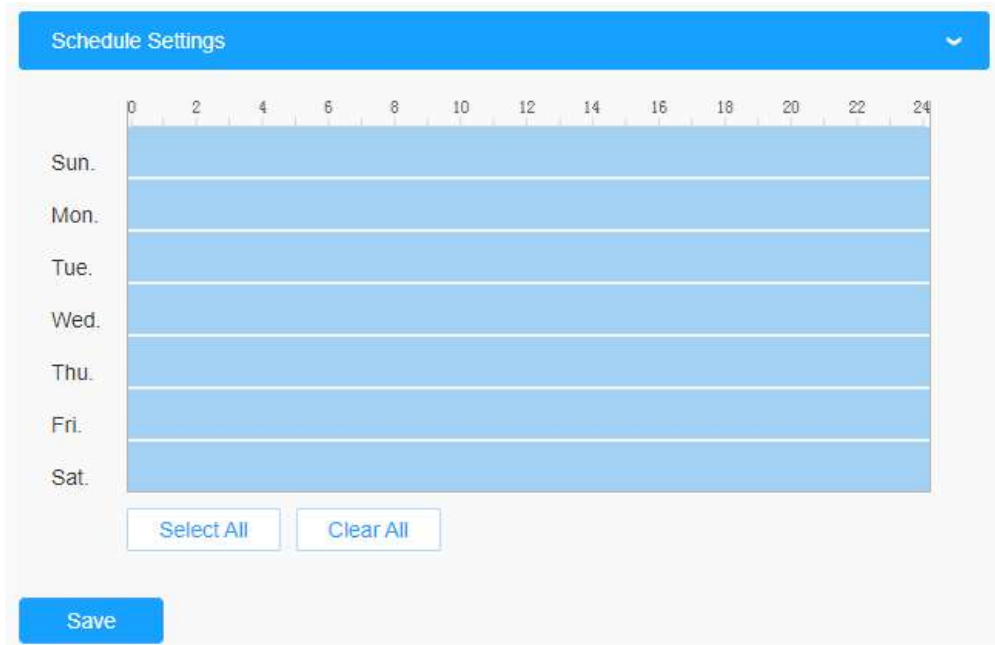 Schedule Settings
0 2 4 6 8 10 12 14 16 18 20 22 24
Sun.
Mon.
Tue.
Wed.
Thu.
Fri.
Sat.
Select All Clear All
Save